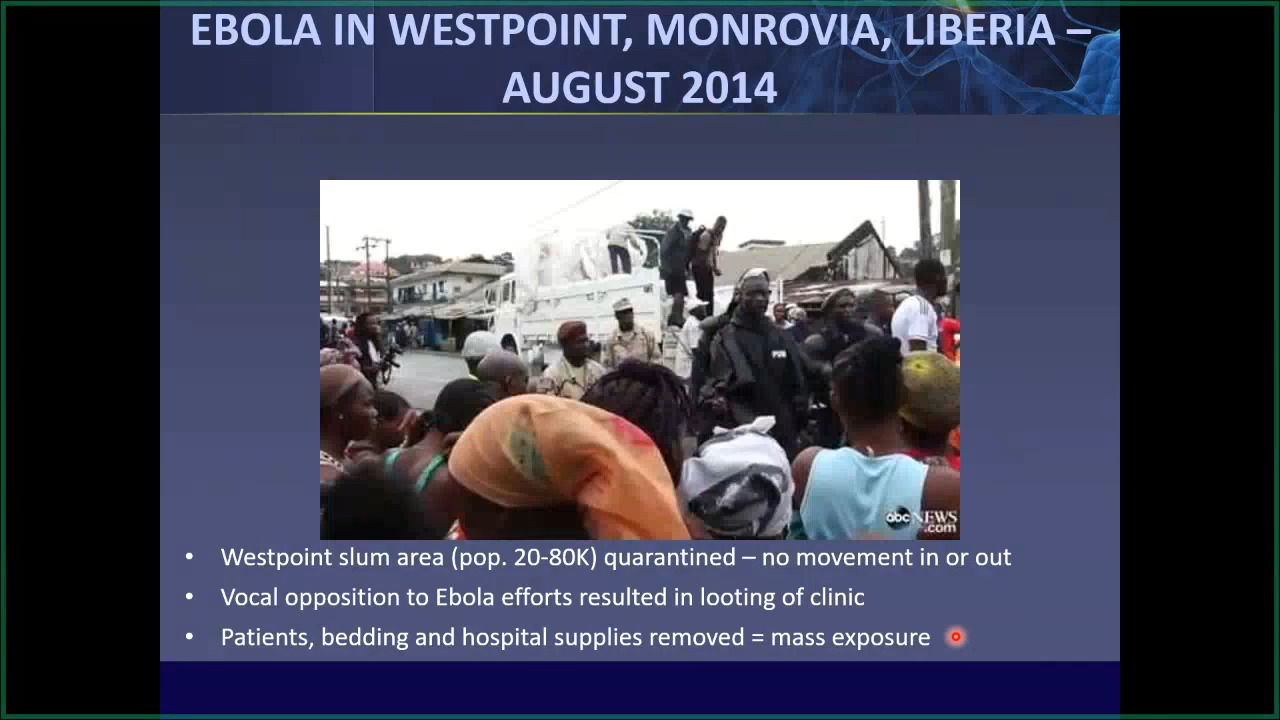 EBOLA IN WESTPOINT, MONROVIA, LIBERIA –
AUGUST 2014
abc NEWS
.com
• Westpoint slum area (pop. 20-80K) quarantined – no movement in or out
• Vocal opposition to Ebola efforts resulted in looting of clinic
• Patients, bedding and hospital supplies removed = mass exposure